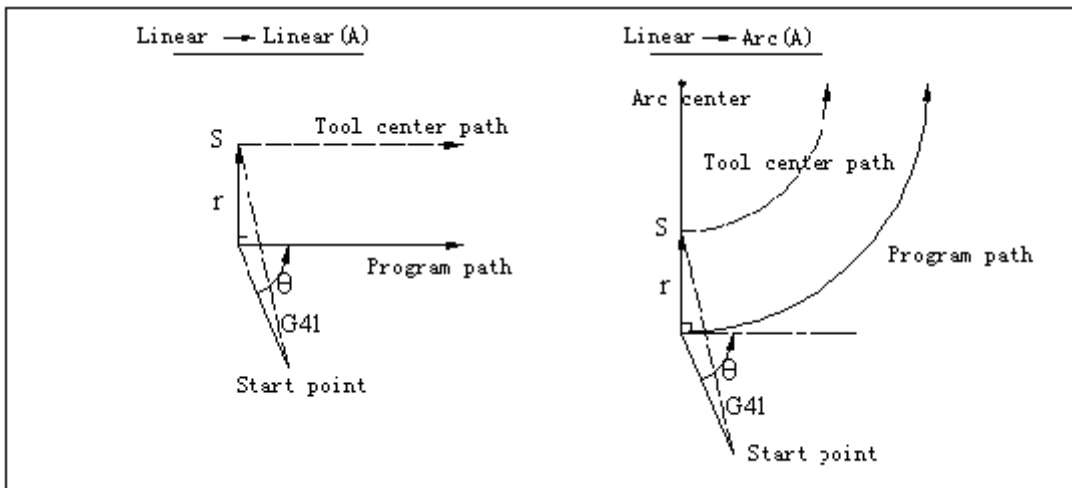 Linear → Linear(A)
S
Tool center path
r
Program path
θ
G41
Start point
Linear → Arc(A)
Arc center
Tool center path
S
Program path
r
θ
G41
Start point